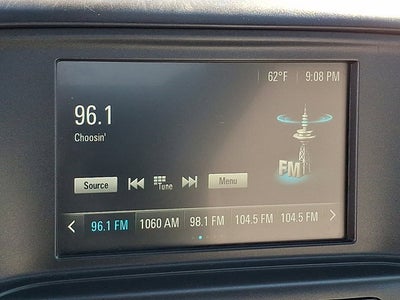 62°F 9:08 PM
96.1
Choosin'
FM
Source Tune Menu
96.1 FM 1060 AM 98.1 FM 104.5 FM 104.5 FM